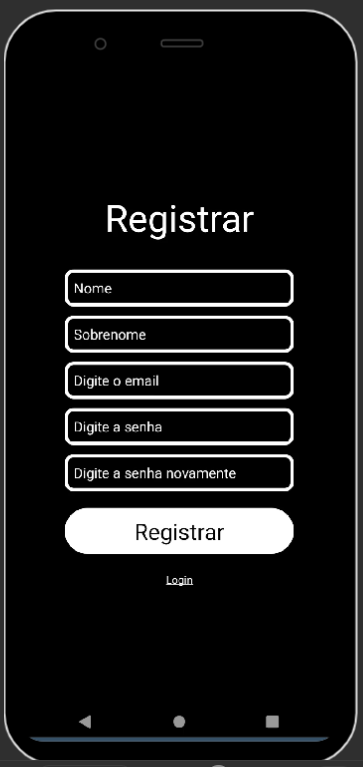 Registrar
Nome
Sobrenome
Digite o email
Digite a senha
Digite a senha novamente
Registrar
Login